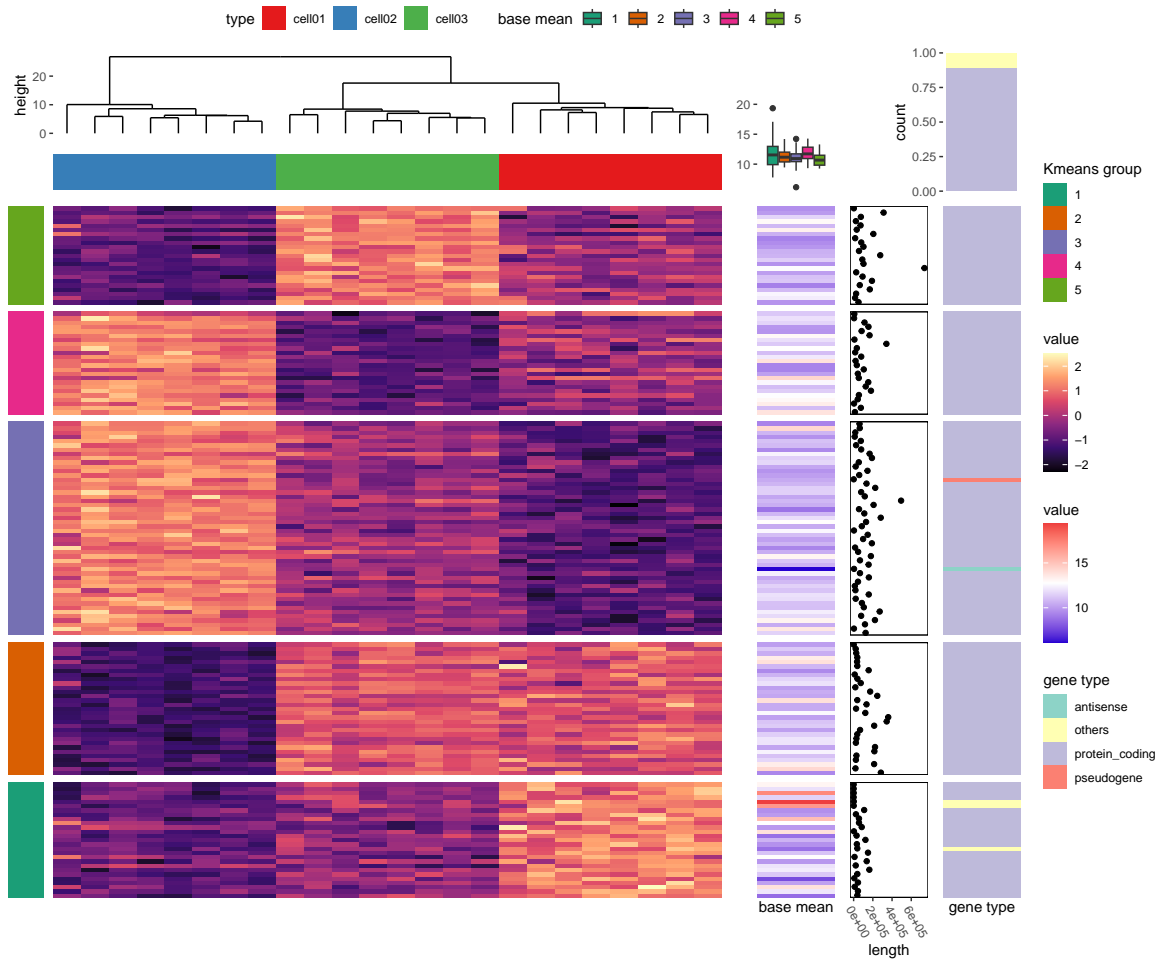 type cell01 cell02 cell03 base mean 1 2 3 4 5
height
20
10
0
20
15
10
count
1.00
0.75
0.50
0.25
0.00
Kmeans group
1
2
3
4
5
value
2
1
0
−1
−2
value
15
10
gene type
antisense
others
protein_coding
pseudogene
base mean
0e+00
2e+05
4e+05
6e+05
length
gene type